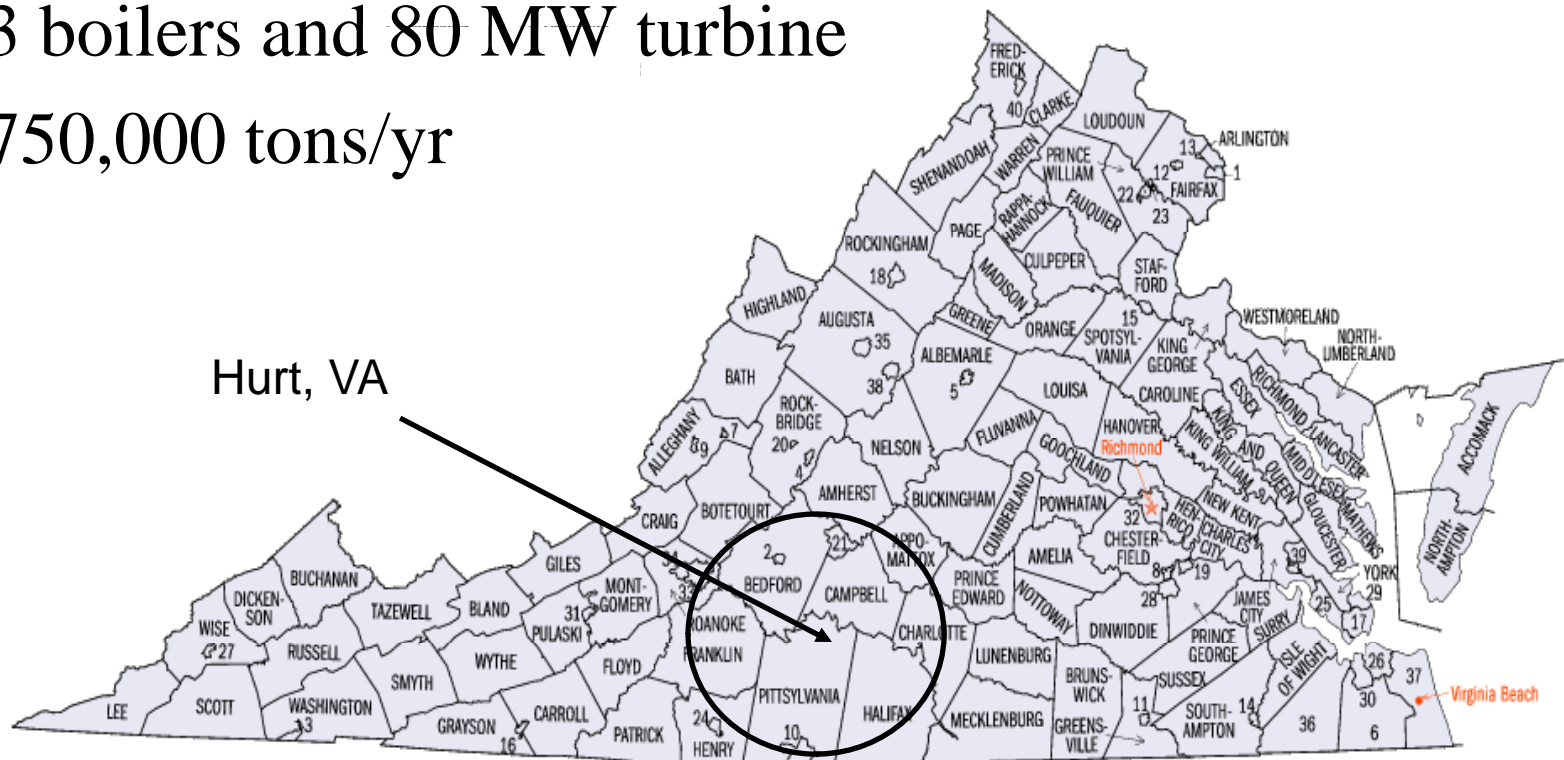 3 boilers and 80 MW turbine
750,000 tons/yr
Hurt, VA
FRED-
ERICK
40
CLARKE
LOUDOUN
ARLINGTON
13
1
SHENANDOAH
WARREN
PRINCE
WILLIAM
12
FAIRFAX
22
23
RAPPA-
HANNOCK
FAUQUIER
PAGE
ROCKINGHAM
18
MADISON
CULPEPER
STAF-
FORD
HIGHLAND
AUGUSTA
35
38
GREENE
ORANGE
15
SPOTSYL-
VANIA
KING
GEORGE
WESTMORELAND
NORTH-
UMBERLAND
BATH
ALBEMARLE
5
LOUISA
CAROLINE
ESSEX
RICHMOND
LANCASTER
ALLEGHANY
9
7
ROCK-
BRIDGE
20
4
NELSON
FLUVANNA
GOOCHLAND
HANOVER
Richmond
KING WILLIAM
KING AND QUEEN
MIDDLESEX
MATHEWS
GLOUCESTER
ACCOMACK
NORTH-
AMPTON
CRAIG
BOTETOURT
AMHERST
BUCKINGHAM
CUMBERLAND
POWHATAN
32
CHESTER-
FIELD
8
HEN-
RICO
NEW KENT
CHARLES
CITY
19
39
YORK
29
GILES
34
33
2
BEDFORD
21
CAMPBELL
APPO-
MATTOX
PRINCE
EDWARD
AMELIA
NOTTOWAY
28
DINWIDDIE
PRINCE
GEORGE
JAMES
CITY
SURRY
25
17
BUCHANAN
DICKEN-
SON
WISE
27
TAZEWELL
BLAND
31
PULASKI
MONT-
GOMERY
ROANOKE
FRANKLIN
CHARLOTTE
LUNENBURG
RUSSELL
SMYTH
WYTHE
FLOYD
PITTSYLVANIA
HALIFAX
MECKLENBURG
BRUNS-
WICK
GREENS-
VILLE
11
SUSSEX
SOUTH-
AMPTON
14
ISLE
OF WIGHT
36
26
37
30
6
Virginia Beach
LEE
SCOTT
WASHINGTON
3
GRAYSON
16
CARROLL
PATRICK
24
HENRY
10